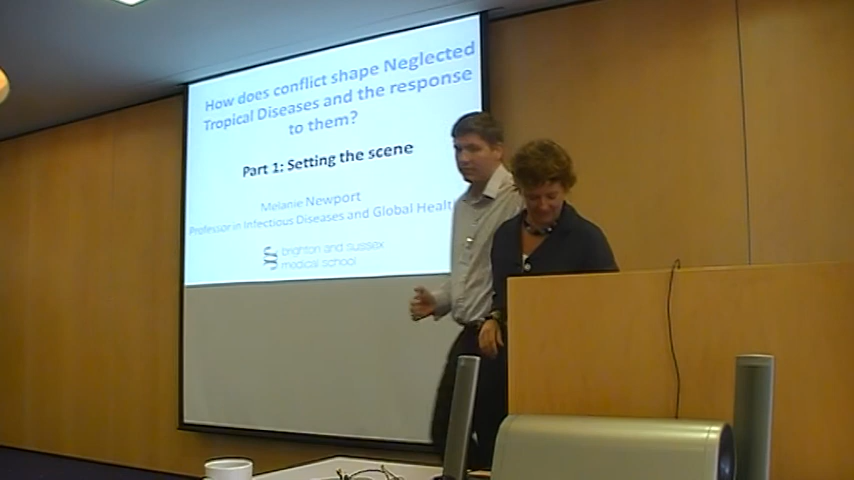 How does conflict shape Neglected
Tropical Diseases and the response
to them?
Part 1: Setting the scene
Melanie Newport
Professor in Infectious Diseases and Global Health
brighton and sussex
medical school